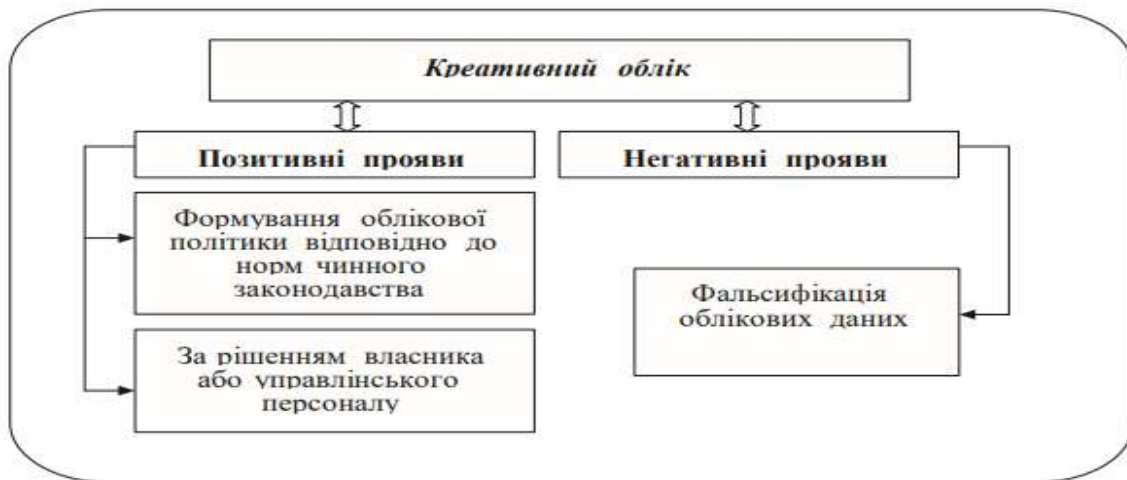 Креативний облік
Позитивні прояви
Негативні прояви
Формування облікової
політики відповідно до
норм чинного
законодавства
Фальсифікація
облікових даних
За рішенням власника
або управлінського
персоналу